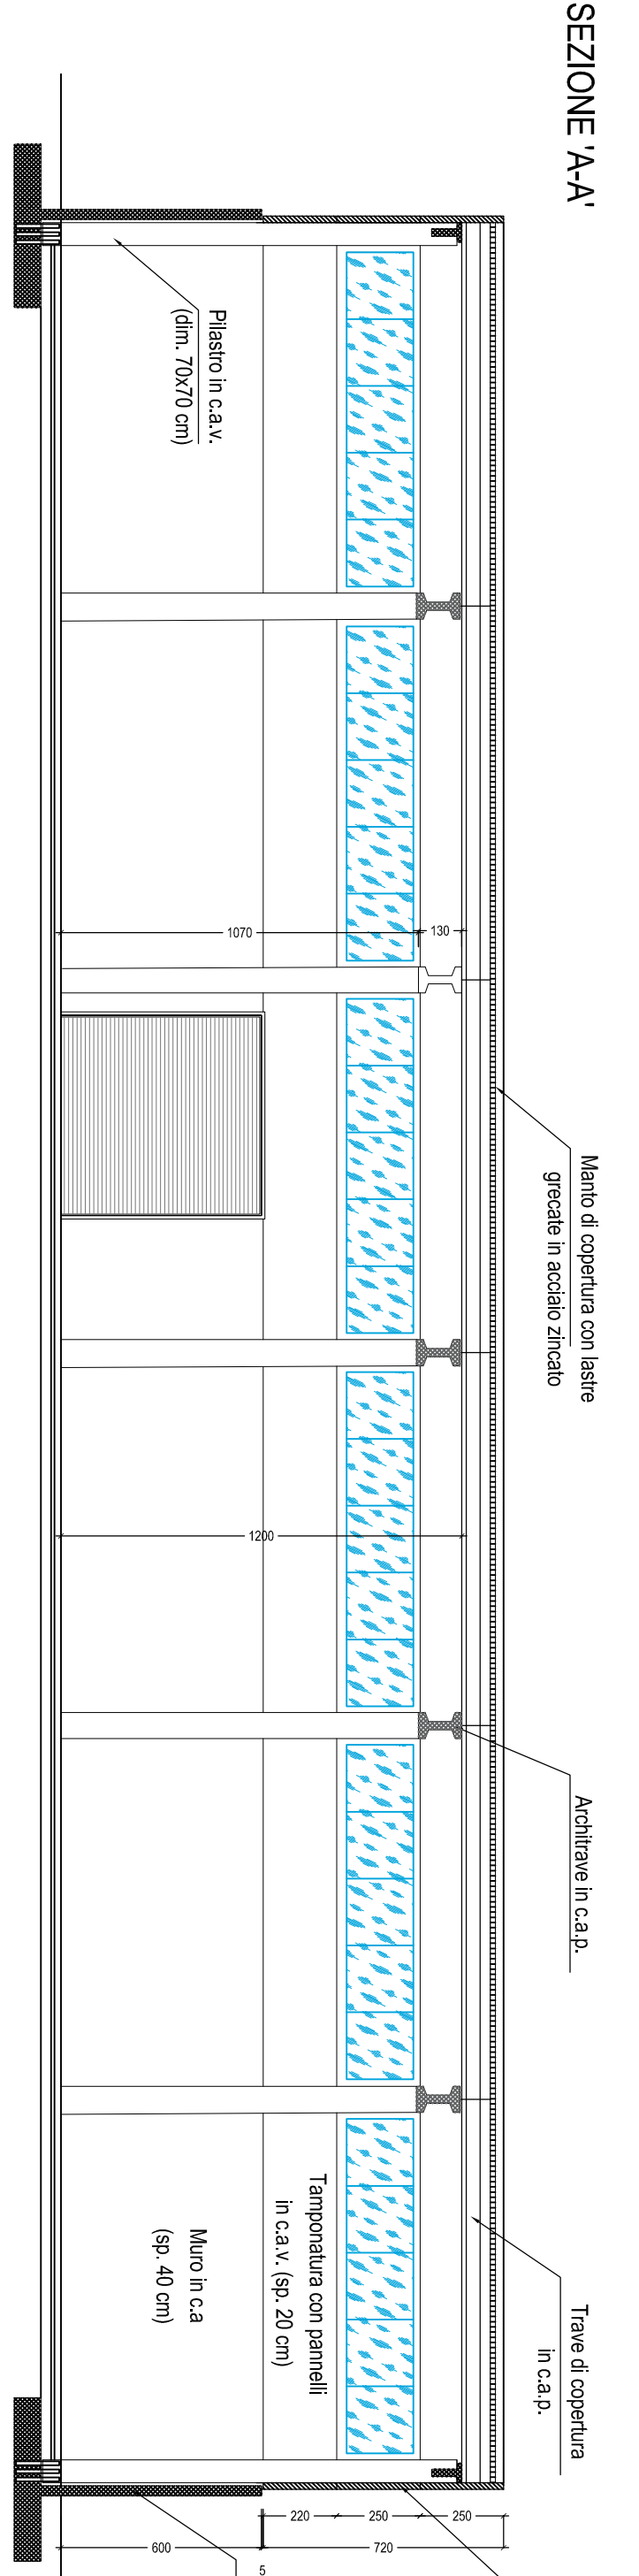 SEZIONE 'A-A'
Manto di copertura con lastre
grecate in acciaio zincato
Architrave in c.a.p.
Trave di copertura
in c.a.p.
Pilastro in c.a.v.
(dim. 70x70 cm)
1070
130
1200
Tamponatura con pannelli
in c.a.v. (sp. 20 cm)
Muro in c.a
(sp. 40 cm)
220
250
250
600
720
5